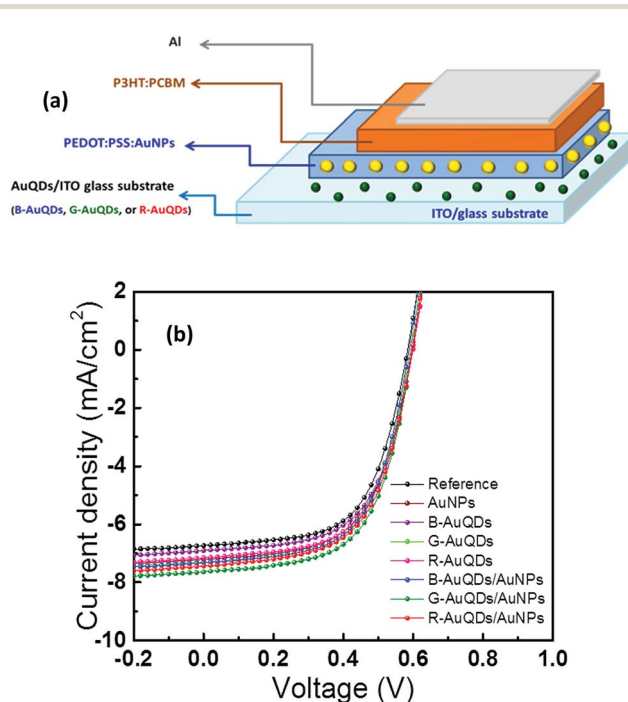 Al
P3HT:PCBM
(a)
PEDOT:PSS:AuNPs
AuQDs/ITO glass substrate
(B-AuQDs, G-AuQDs, or R-AuQDs)
ITO/glass substrate
(b)
Current density (mA/cm²)
2
0
-2
-4
-6
-8
-10
-0.2 0.0 0.2 0.4 0.6 0.8 1.0
Voltage (V)
Reference
AuNPs
B-AuQDs
G-AuQDs
R-AuQDs
B-AuQDs/AuNPs
G-AuQDs/AuNPs
R-AuQDs/AuNPs